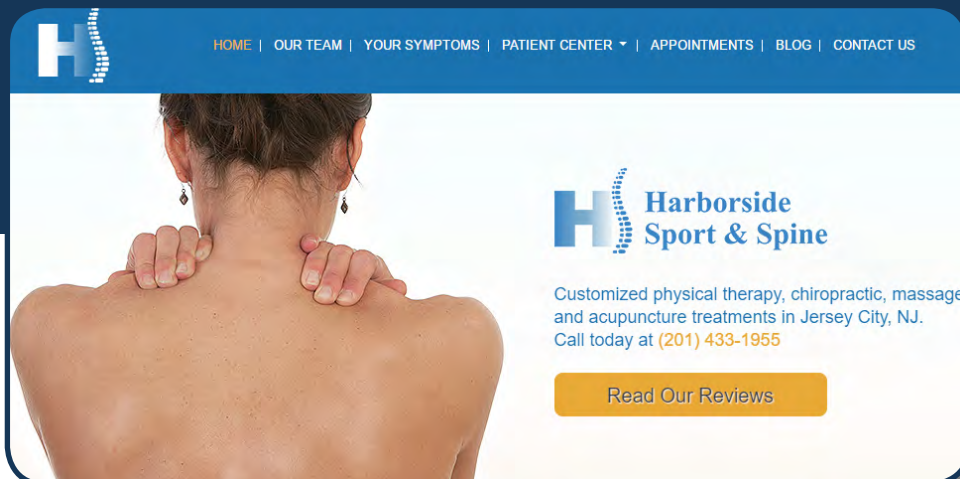 H
HOME | OUR TEAM | YOUR SYMPTOMS | PATIENT CENTER | APPOINTMENTS | BLOG | CONTACT US
H
Harborside
Sport & Spine
Customized physical therapy, chiropractic, massage
and acupuncture treatments in Jersey City, NJ.
Call today at (201) 433-1955
Read Our Reviews